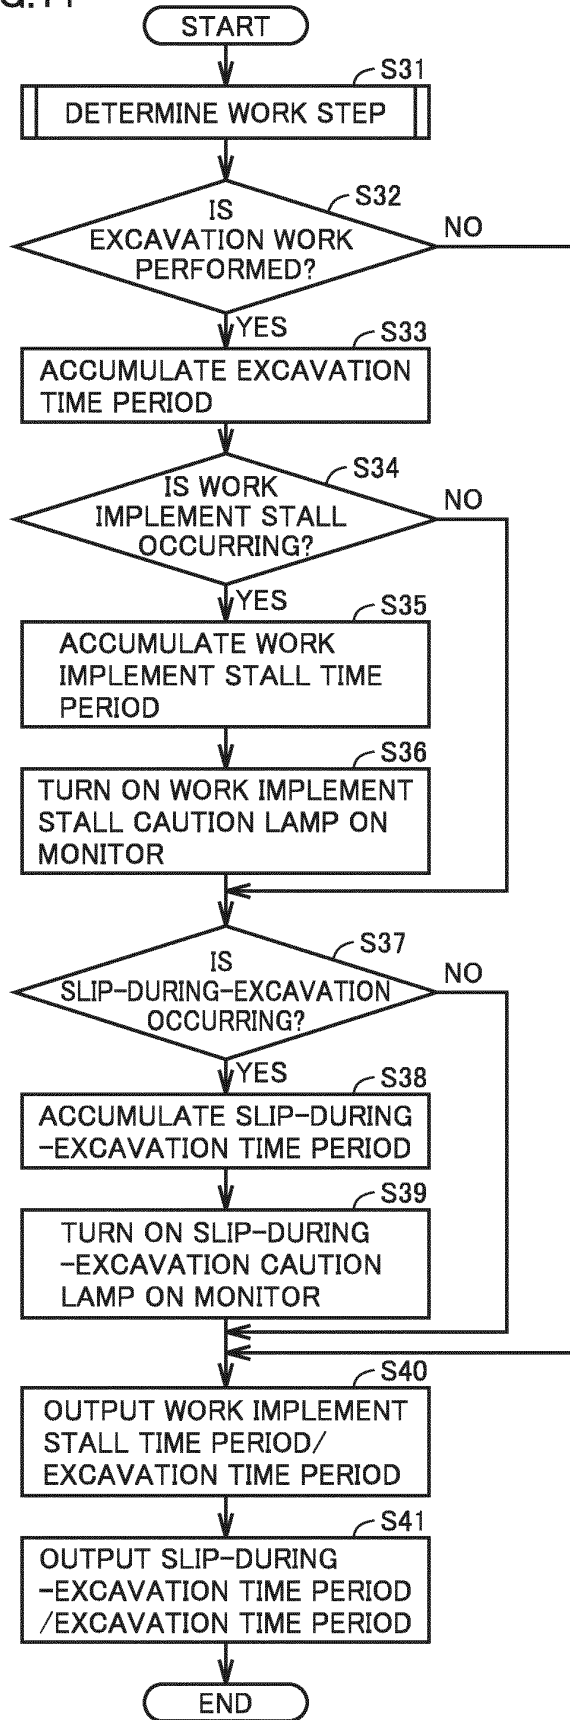 START
S31
DETERMINE WORK STEP
S32
IS
EXCAVATION WORK
PERFORMED?
NO
YES
S33
ACCUMULATE EXCAVATION
TIME PERIOD
S34
IS WORK
IMPLEMENT STALL
OCCURRING?
NO
YES
S35
ACCUMULATE WORK
IMPLEMENT STALL TIME
PERIOD
S36
TURN ON WORK IMPLEMENT
STALL CAUTION LAMP ON
MONITOR
S37
IS
SLIP-DURING-EXCAVATION
OCCURRING?
NO
YES
S38
ACCUMULATE SLIP-DURING
-EXCAVATION TIME PERIOD
S39
TURN ON SLIP-DURING
-EXCAVATION CAUTION
LAMP ON MONITOR
S40
OUTPUT WORK IMPLEMENT
STALL TIME PERIOD/
EXCAVATION TIME PERIOD
S41
OUTPUT SLIP-DURING
-EXCAVATION TIME PERIOD
/EXCAVATION TIME PERIOD
END